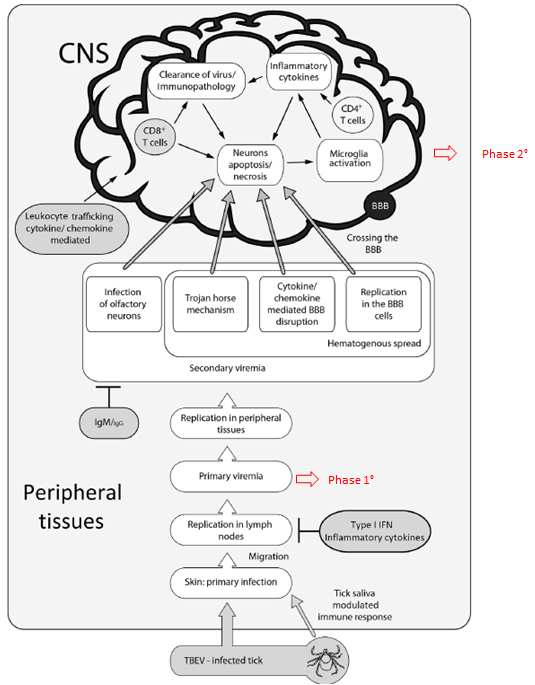 CNS
Clearance of virus/
Immunopathology
Inflammatory
cytokines
CD8+
T cells
CD4+
T cells
Neurons
apoptosis/
necrosis
Microglia
activation
Phase 2°
Leukocyte trafficking
cytokine/ chemokine
mediated
BBB
Crossing the
BBB
Infection
of olfactory
neurons
Trojan horse
mechanism
Cytokine/
chemokine
mediated BBB
disruption
Replication
in the BBB
cells
Hematogenous spread
Secondary viremia
IgM/IgG
Replication in peripheral
tissues
Primary viremia
Phase 1°
Peripheral
tissues
Replication in lymph
nodes
Type I IFN
Inflammatory cytokines
Migration
Skin: primary infection
Tick saliva
modulated
immune response
TBEV - infected tick